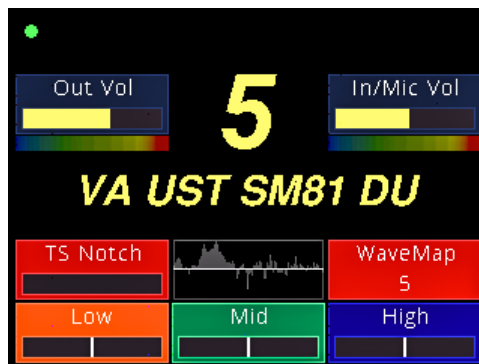 Out Vol
5
In/Mic Vol
VA UST SM81 DU
TS Notch
WaveMap
5
Low
Mid
High